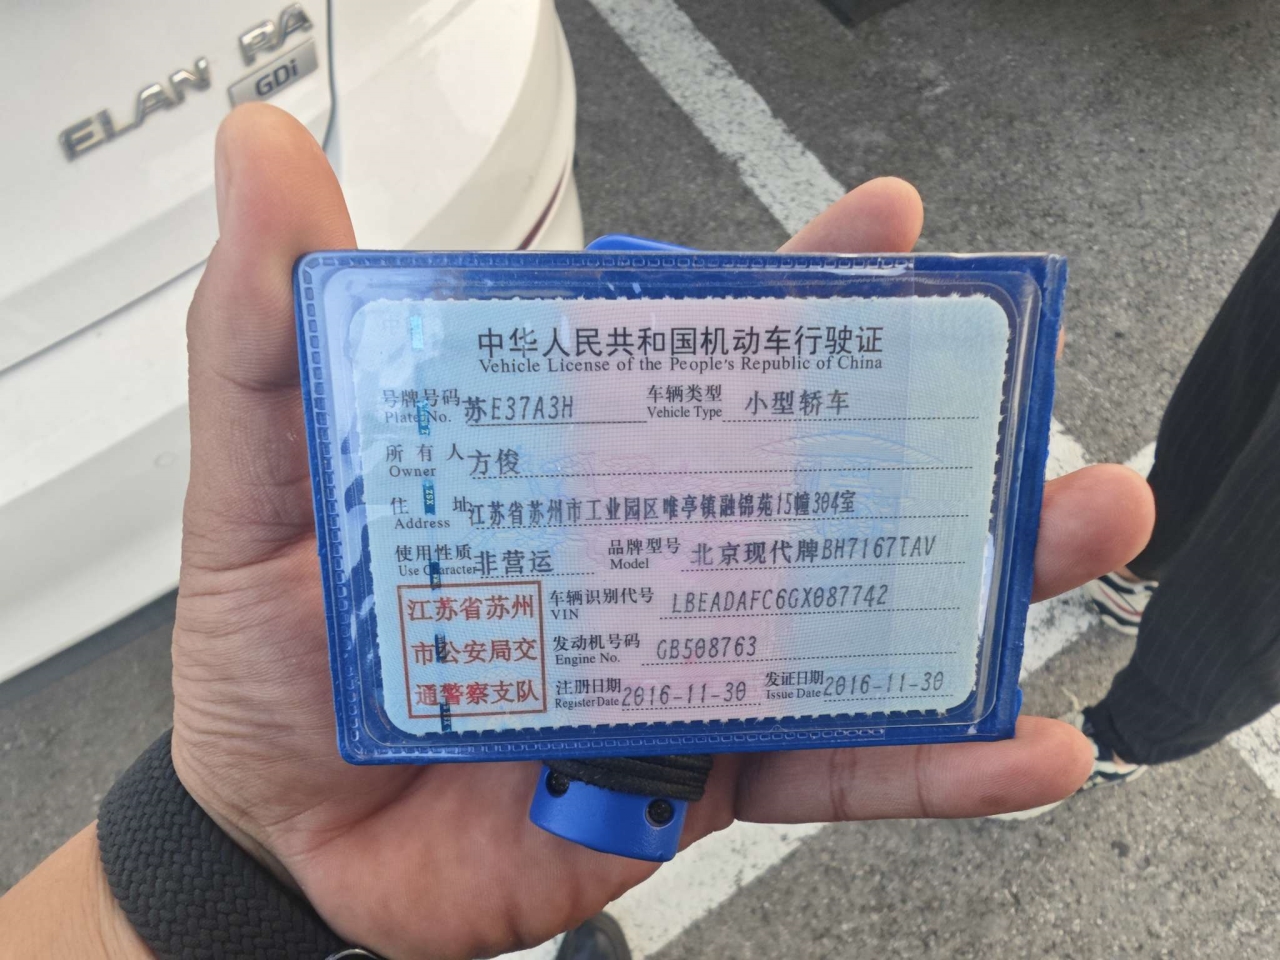 ELANTRA
GDi
中华人民共和国机动车行驶证
Vehicle License of the People's Republic of China
号牌号码 Plate No. 苏E37A3H 车辆类型 Vehicle Type 小型轿车
所有人 Owner 方俊
住址 Address 江苏省苏州市工业园区唯亭镇融锦苑15幢304室
使用性质 Use Character 非营运 品牌型号 Model 北京现代牌BH7167TAV
江苏省苏州
市公安局交
通警察支队
车辆识别代号 VIN LBEADAFC6GX087742
发动机号码 Engine No. GB508763
注册日期 Register Date 2016-11-30 发证日期 Issue Date 2016-11-30